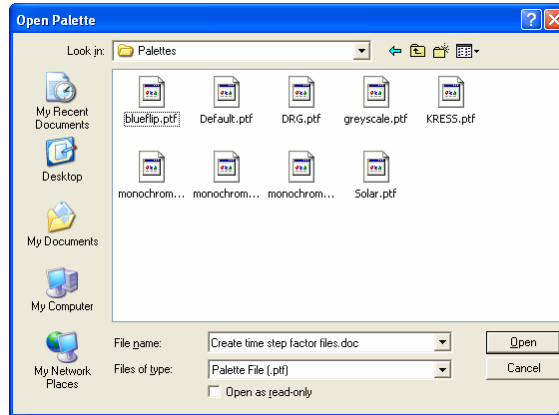 Open Palette
Look in: Palettes
My Recent
Documents
Desktop
My Documents
My Computer
My Network
Places
blueflip.ptf Default.ptf DRG.ptf greyscale.ptf KRESS.ptf
monochrom... monochrom... monochrom... Solar.ptf
File name: Create time step factor files.doc Open
Files of type: Palette File (.ptf) Cancel
Open as read-only